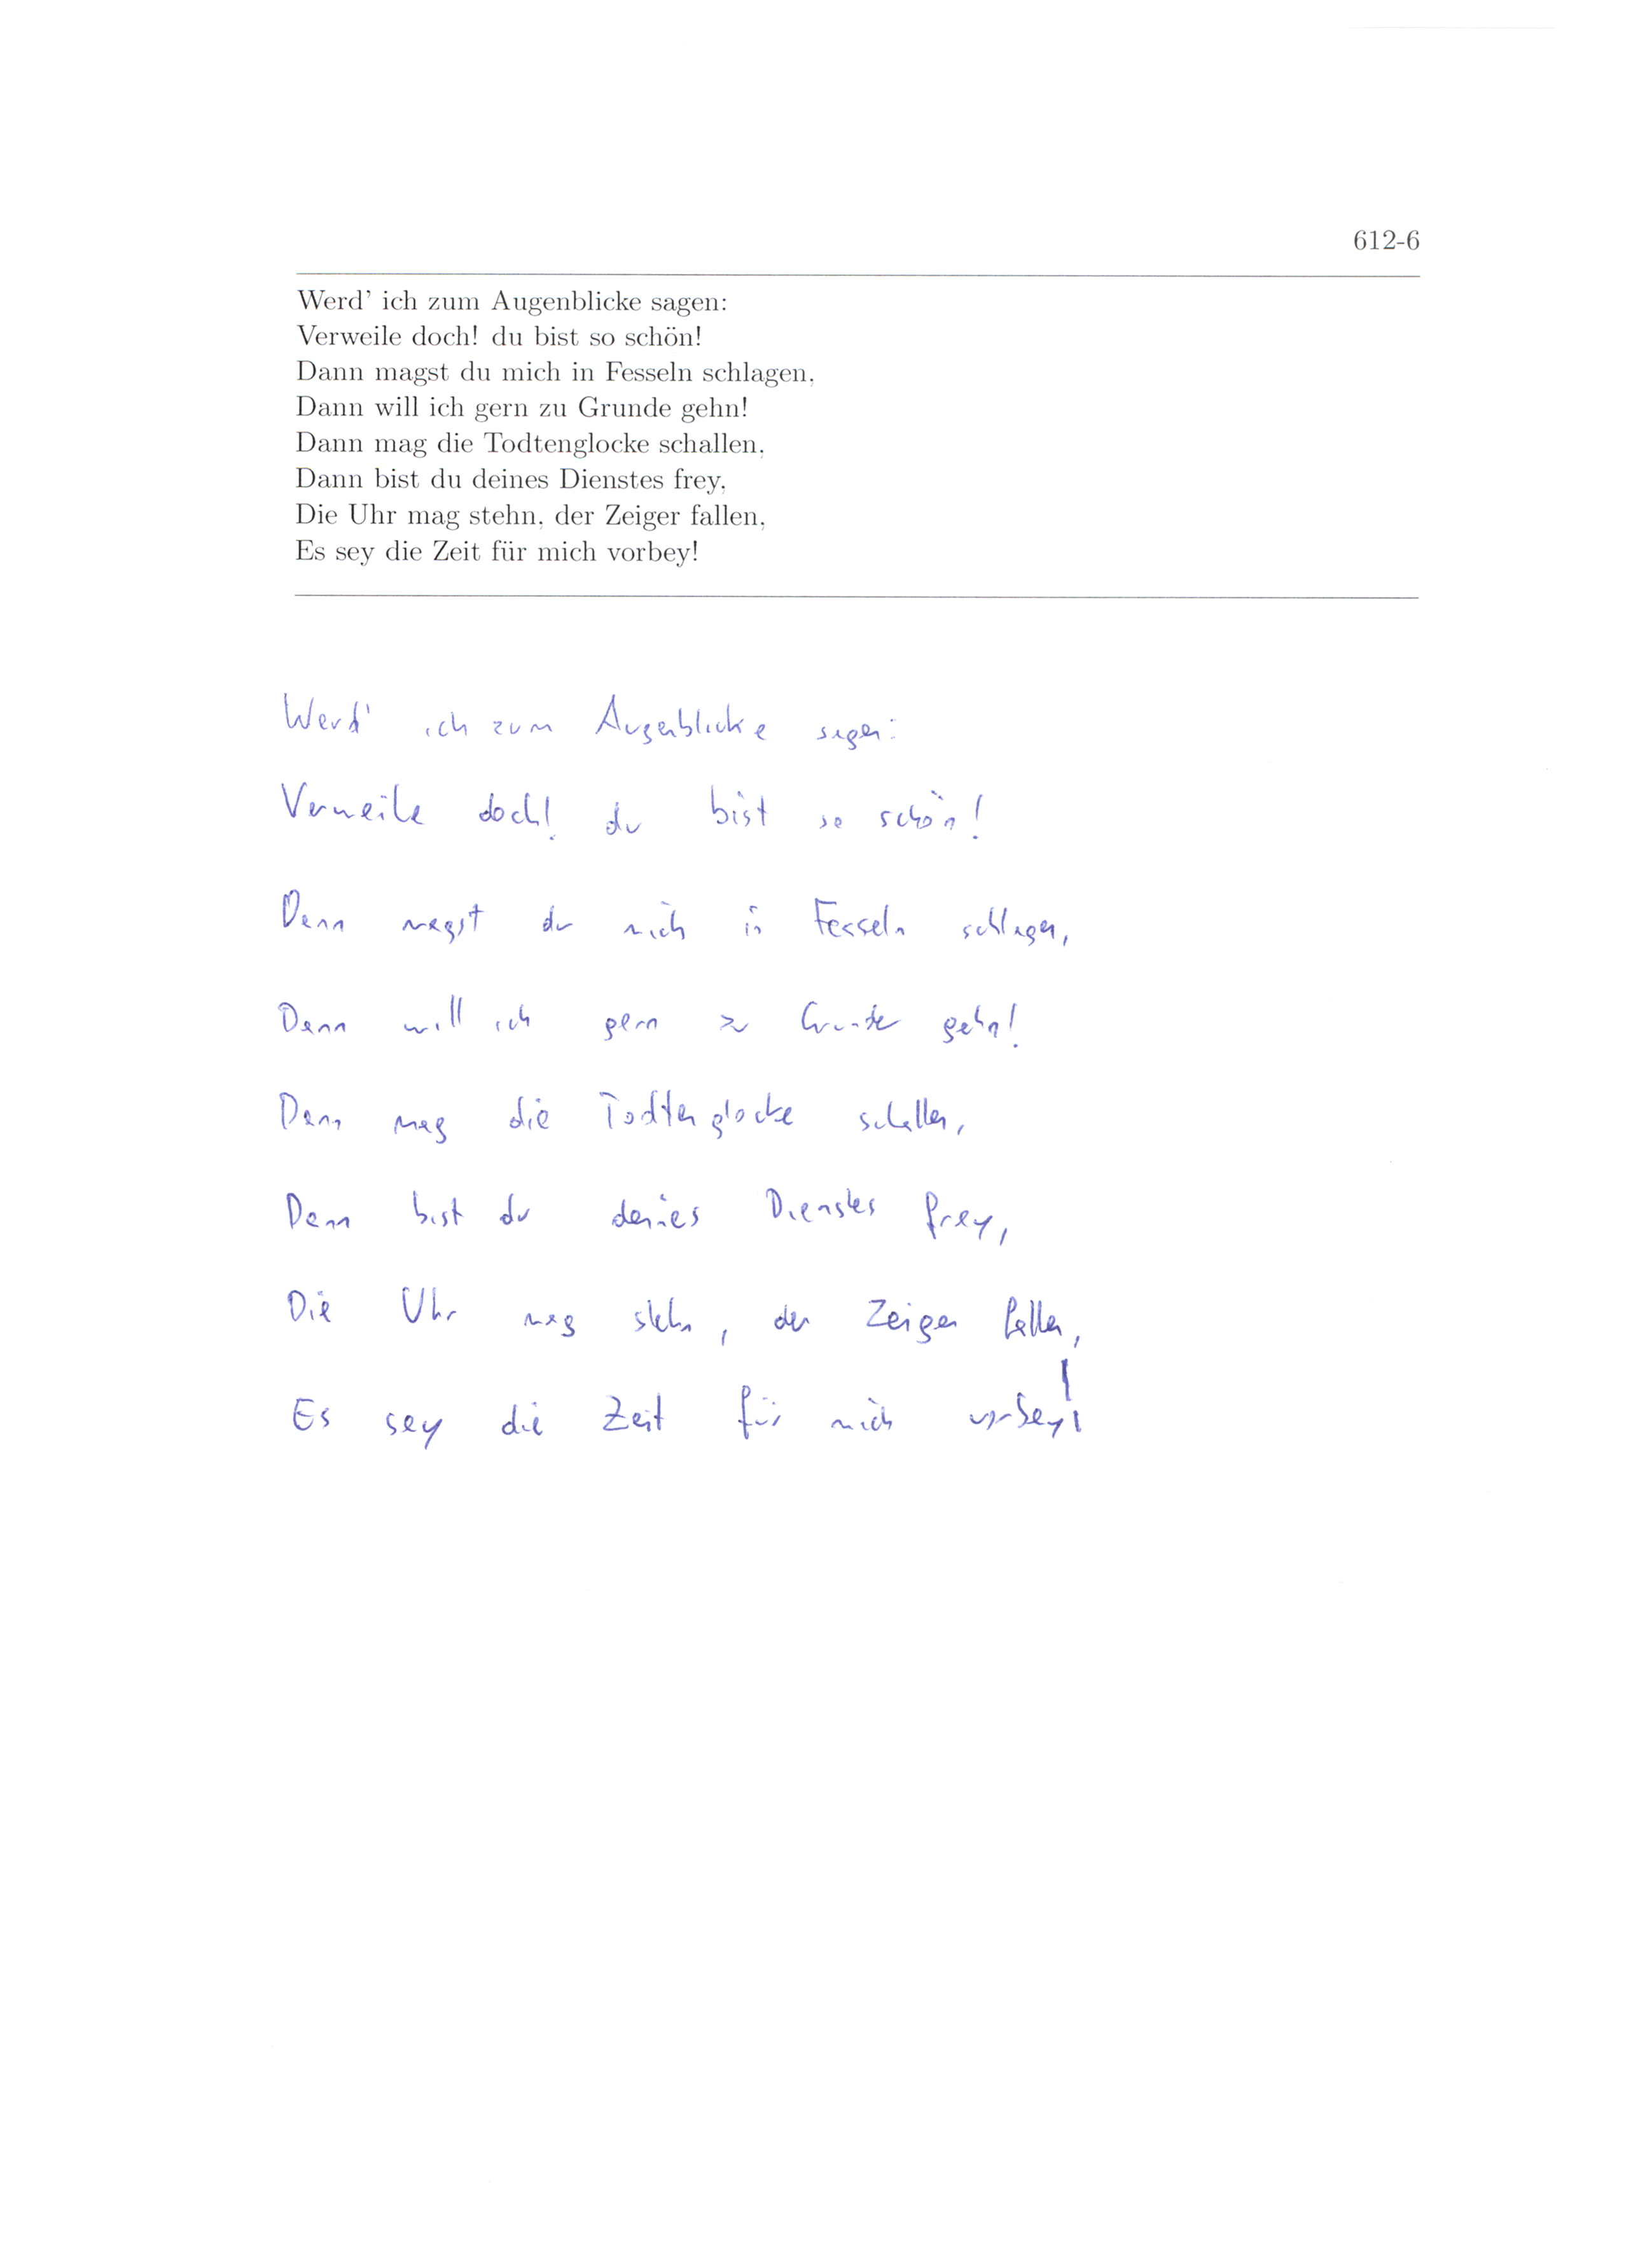 612-6
Werd' ich zum Augenblicke sagen:
Verweile doch! du bist so schön!
Dann magst du mich in Fesseln schlagen,
Dann will ich gern zu Grunde gehn!
Dann mag die Todtenglocke schallen,
Dann bist du deines Dienstes frey,
Die Uhr mag stehn, der Zeiger fallen,
Es sey die Zeit für mich vorbey!
Werd' ich zum Augenblicke sagen:
Verweile doch! du bist so schön!
Dann magst du mich in Fesseln schlagen,
Dann will ich gern zu Grunde gehn!
Dann mag die Todtenglocke schallen,
Dann bist du deines Dienstes frey,
Die Uhr mag stehn, der Zeiger fallen,
Es sey die Zeit für mich vorbey!